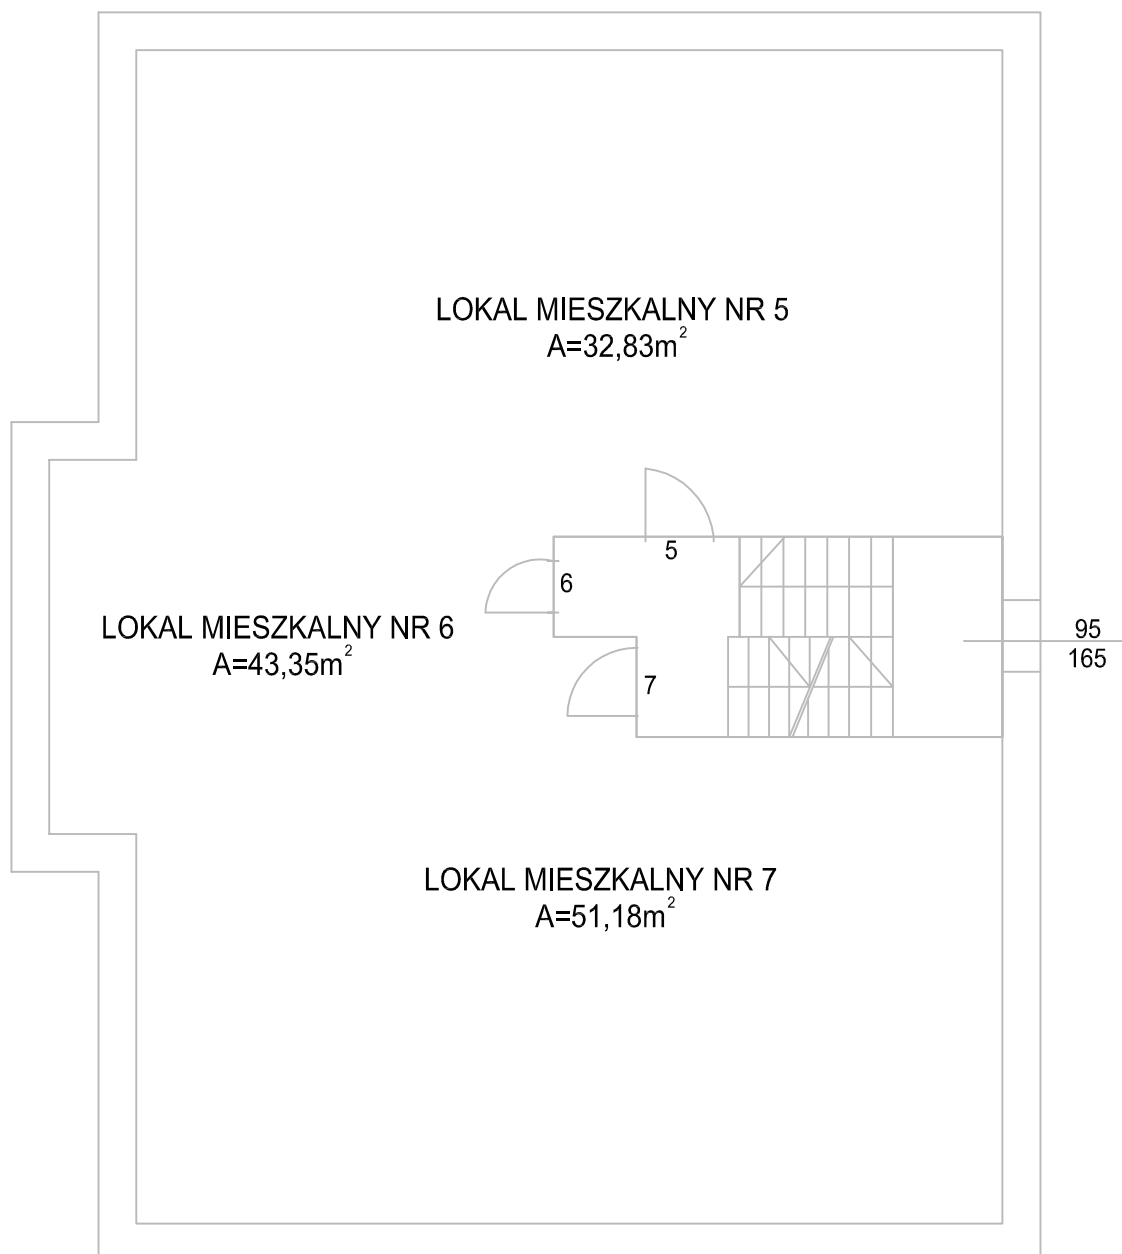 LOKAL MIESZKALNY NR 5
A=32,83m²
5
6
LOKAL MIESZKALNY NR 6
A=43,35m²
95
165
7
LOKAL MIESZKALNY NR 7
A=51,18m²